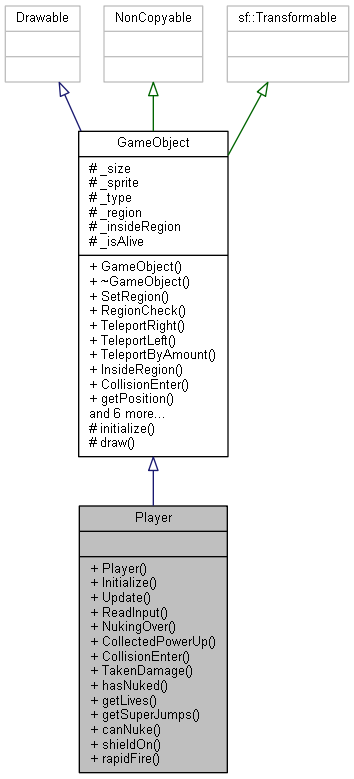 Drawable
NonCopyable
sf::Transformable
GameObject
# _size
# _sprite
# _type
# _region
# _insideRegion
# _isAlive
+ GameObject()
+ ~GameObject()
+ SetRegion()
+ RegionCheck()
+ TeleportRight()
+ TeleportLeft()
+ TeleportByAmount()
+ InsideRegion()
+ CollisionEnter()
+ getPosition()
and 6 more...
# initialize()
# draw()
Player
+ Player()
+ Initialize()
+ Update()
+ ReadInput()
+ NukingOver()
+ CollectedPowerUp()
+ CollisionEnter()
+ TakenDamage()
+ hasNuked()
+ getLives()
+ getSuperJumps()
+ canNuke()
+ shieldOn()
+ rapidFire()